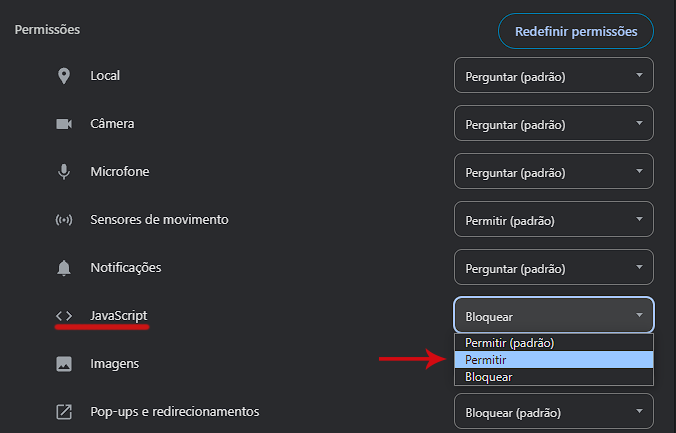 Permissões
Redefinir permissões
Local
Perguntar (padrão)
Câmera
Perguntar (padrão)
Microfone
Perguntar (padrão)
Sensores de movimento
Permitir (padrão)
Notificações
Perguntar (padrão)
JavaScript
Bloquear
Permitir (padrão)
Permitir
Bloquear
Imagens
Pop-ups e redirecionamentos
Bloquear (padrão)